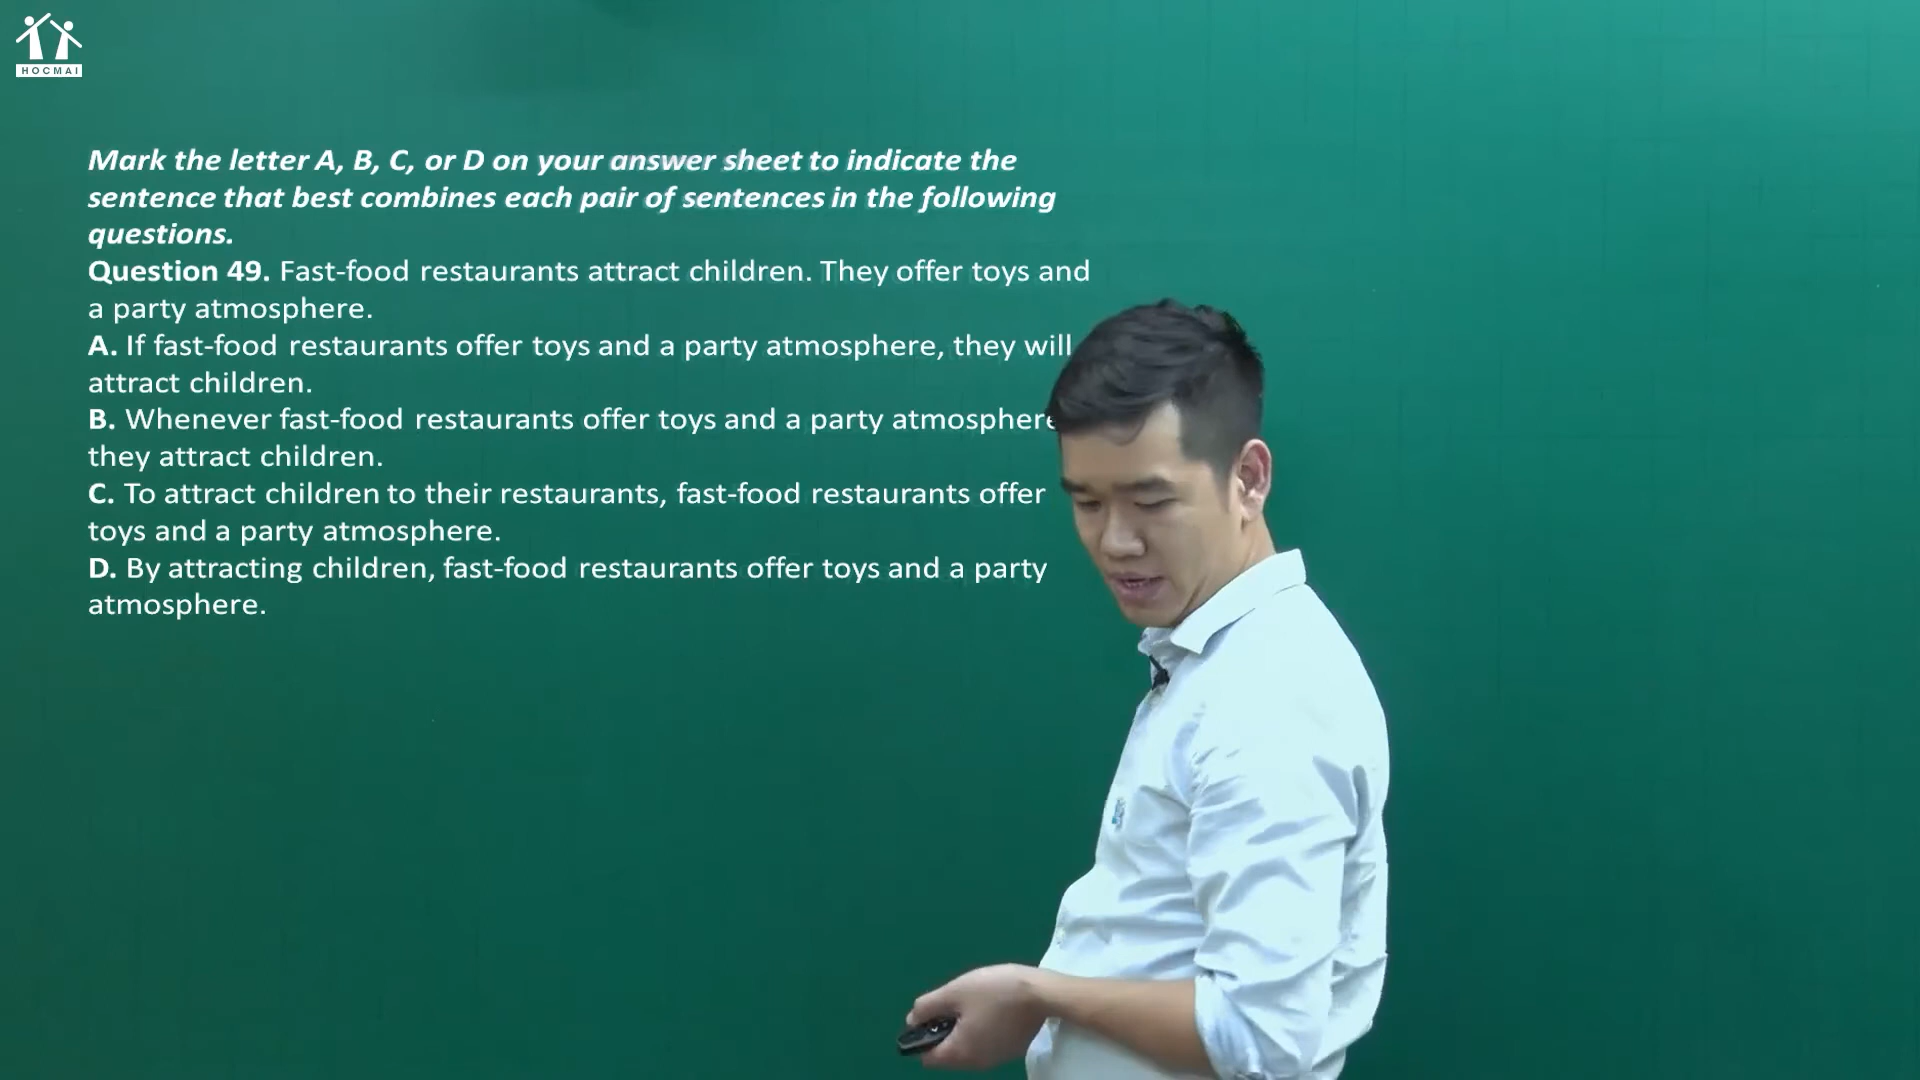 HOCMAI
Mark the letter A, B, C, or D on your answer sheet to indicate the
sentence that best combines each pair of sentences in the following
questions.
Question 49. Fast-food restaurants attract children. They offer toys and
a party atmosphere.
A. If fast-food restaurants offer toys and a party atmosphere, they will
attract children.
B. Whenever fast-food restaurants offer toys and a party atmosphere
they attract children.
C. To attract children to their restaurants, fast-food restaurants offer
toys and a party atmosphere.
D. By attracting children, fast-food restaurants offer toys and a party
atmosphere.